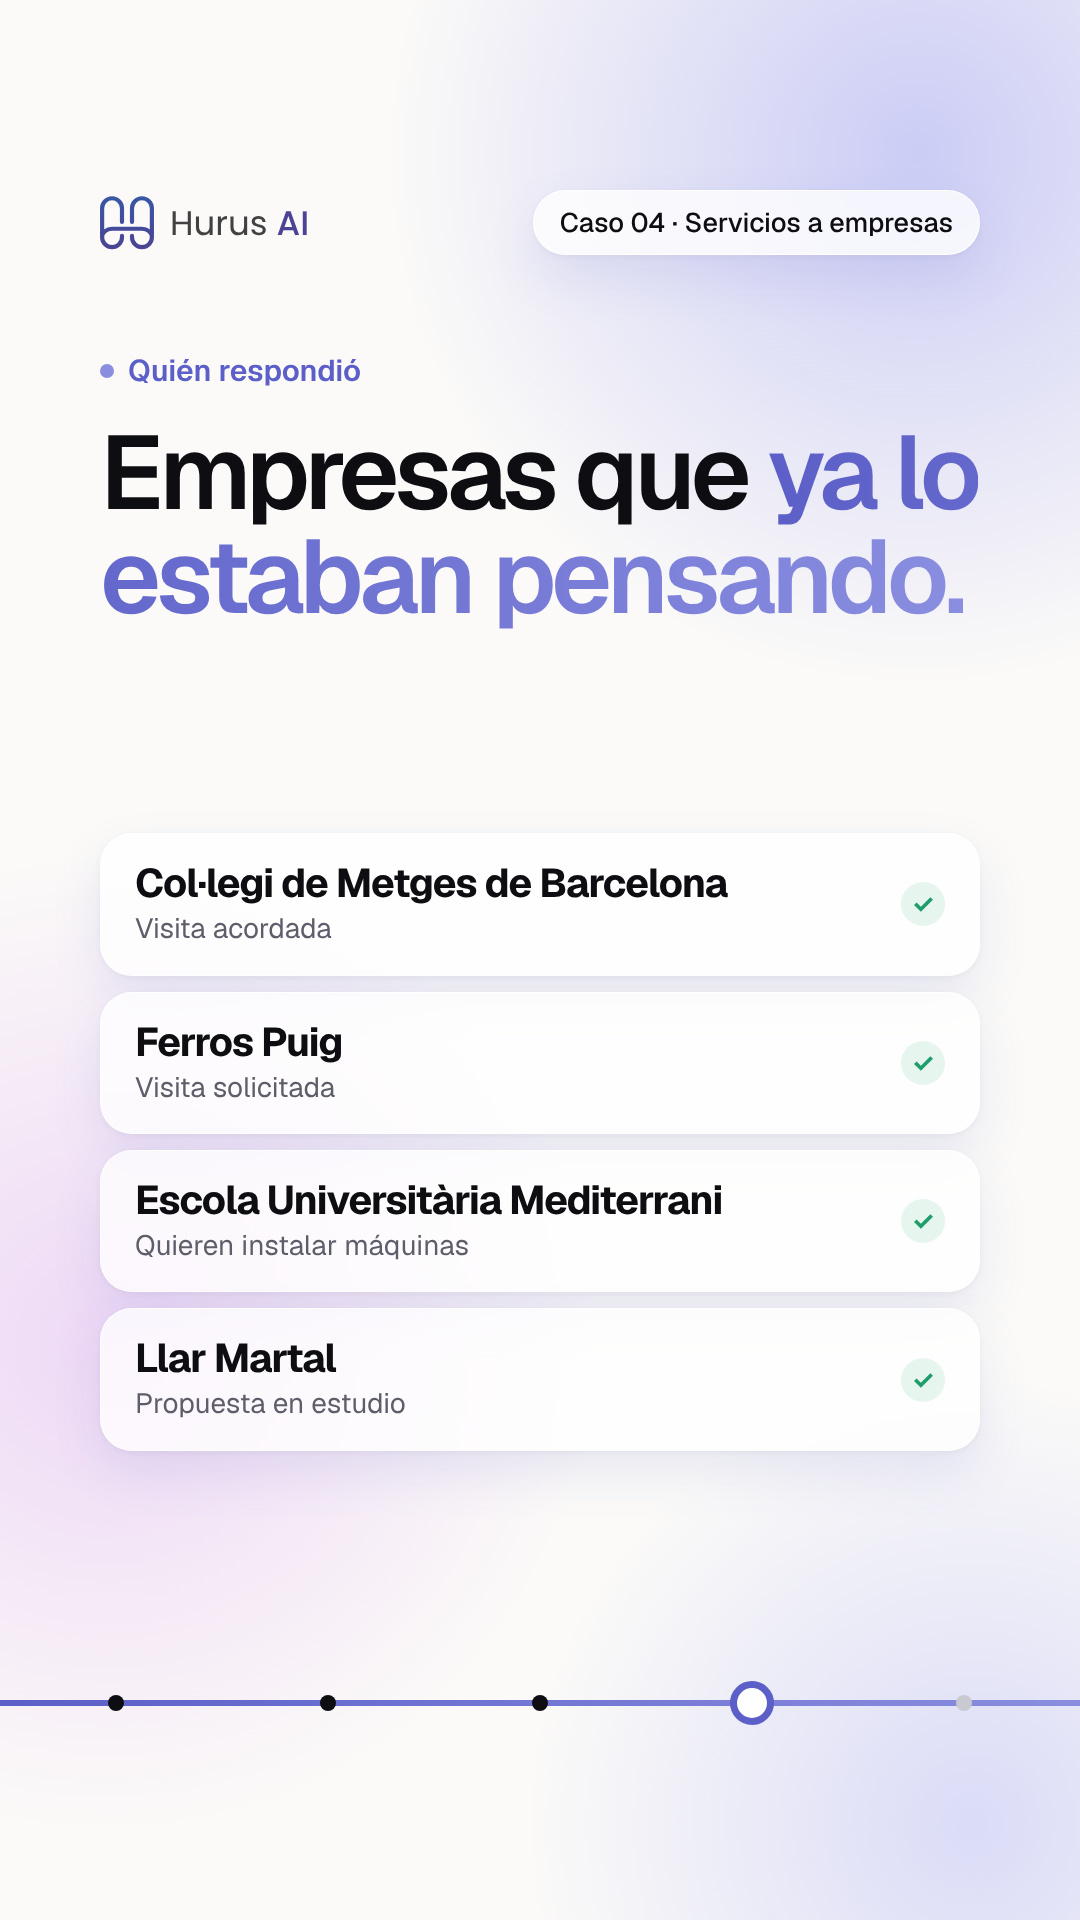 Hurus AI
Caso 04 · Servicios a empresas
Quién respondió
Empresas que ya lo
estaban pensando.
Col·legi de Metges de Barcelona
Visita acordada
Ferros Puig
Visita solicitada
Escola Universitària Mediterrani
Quieren instalar máquinas
Llar Martal
Propuesta en estudio